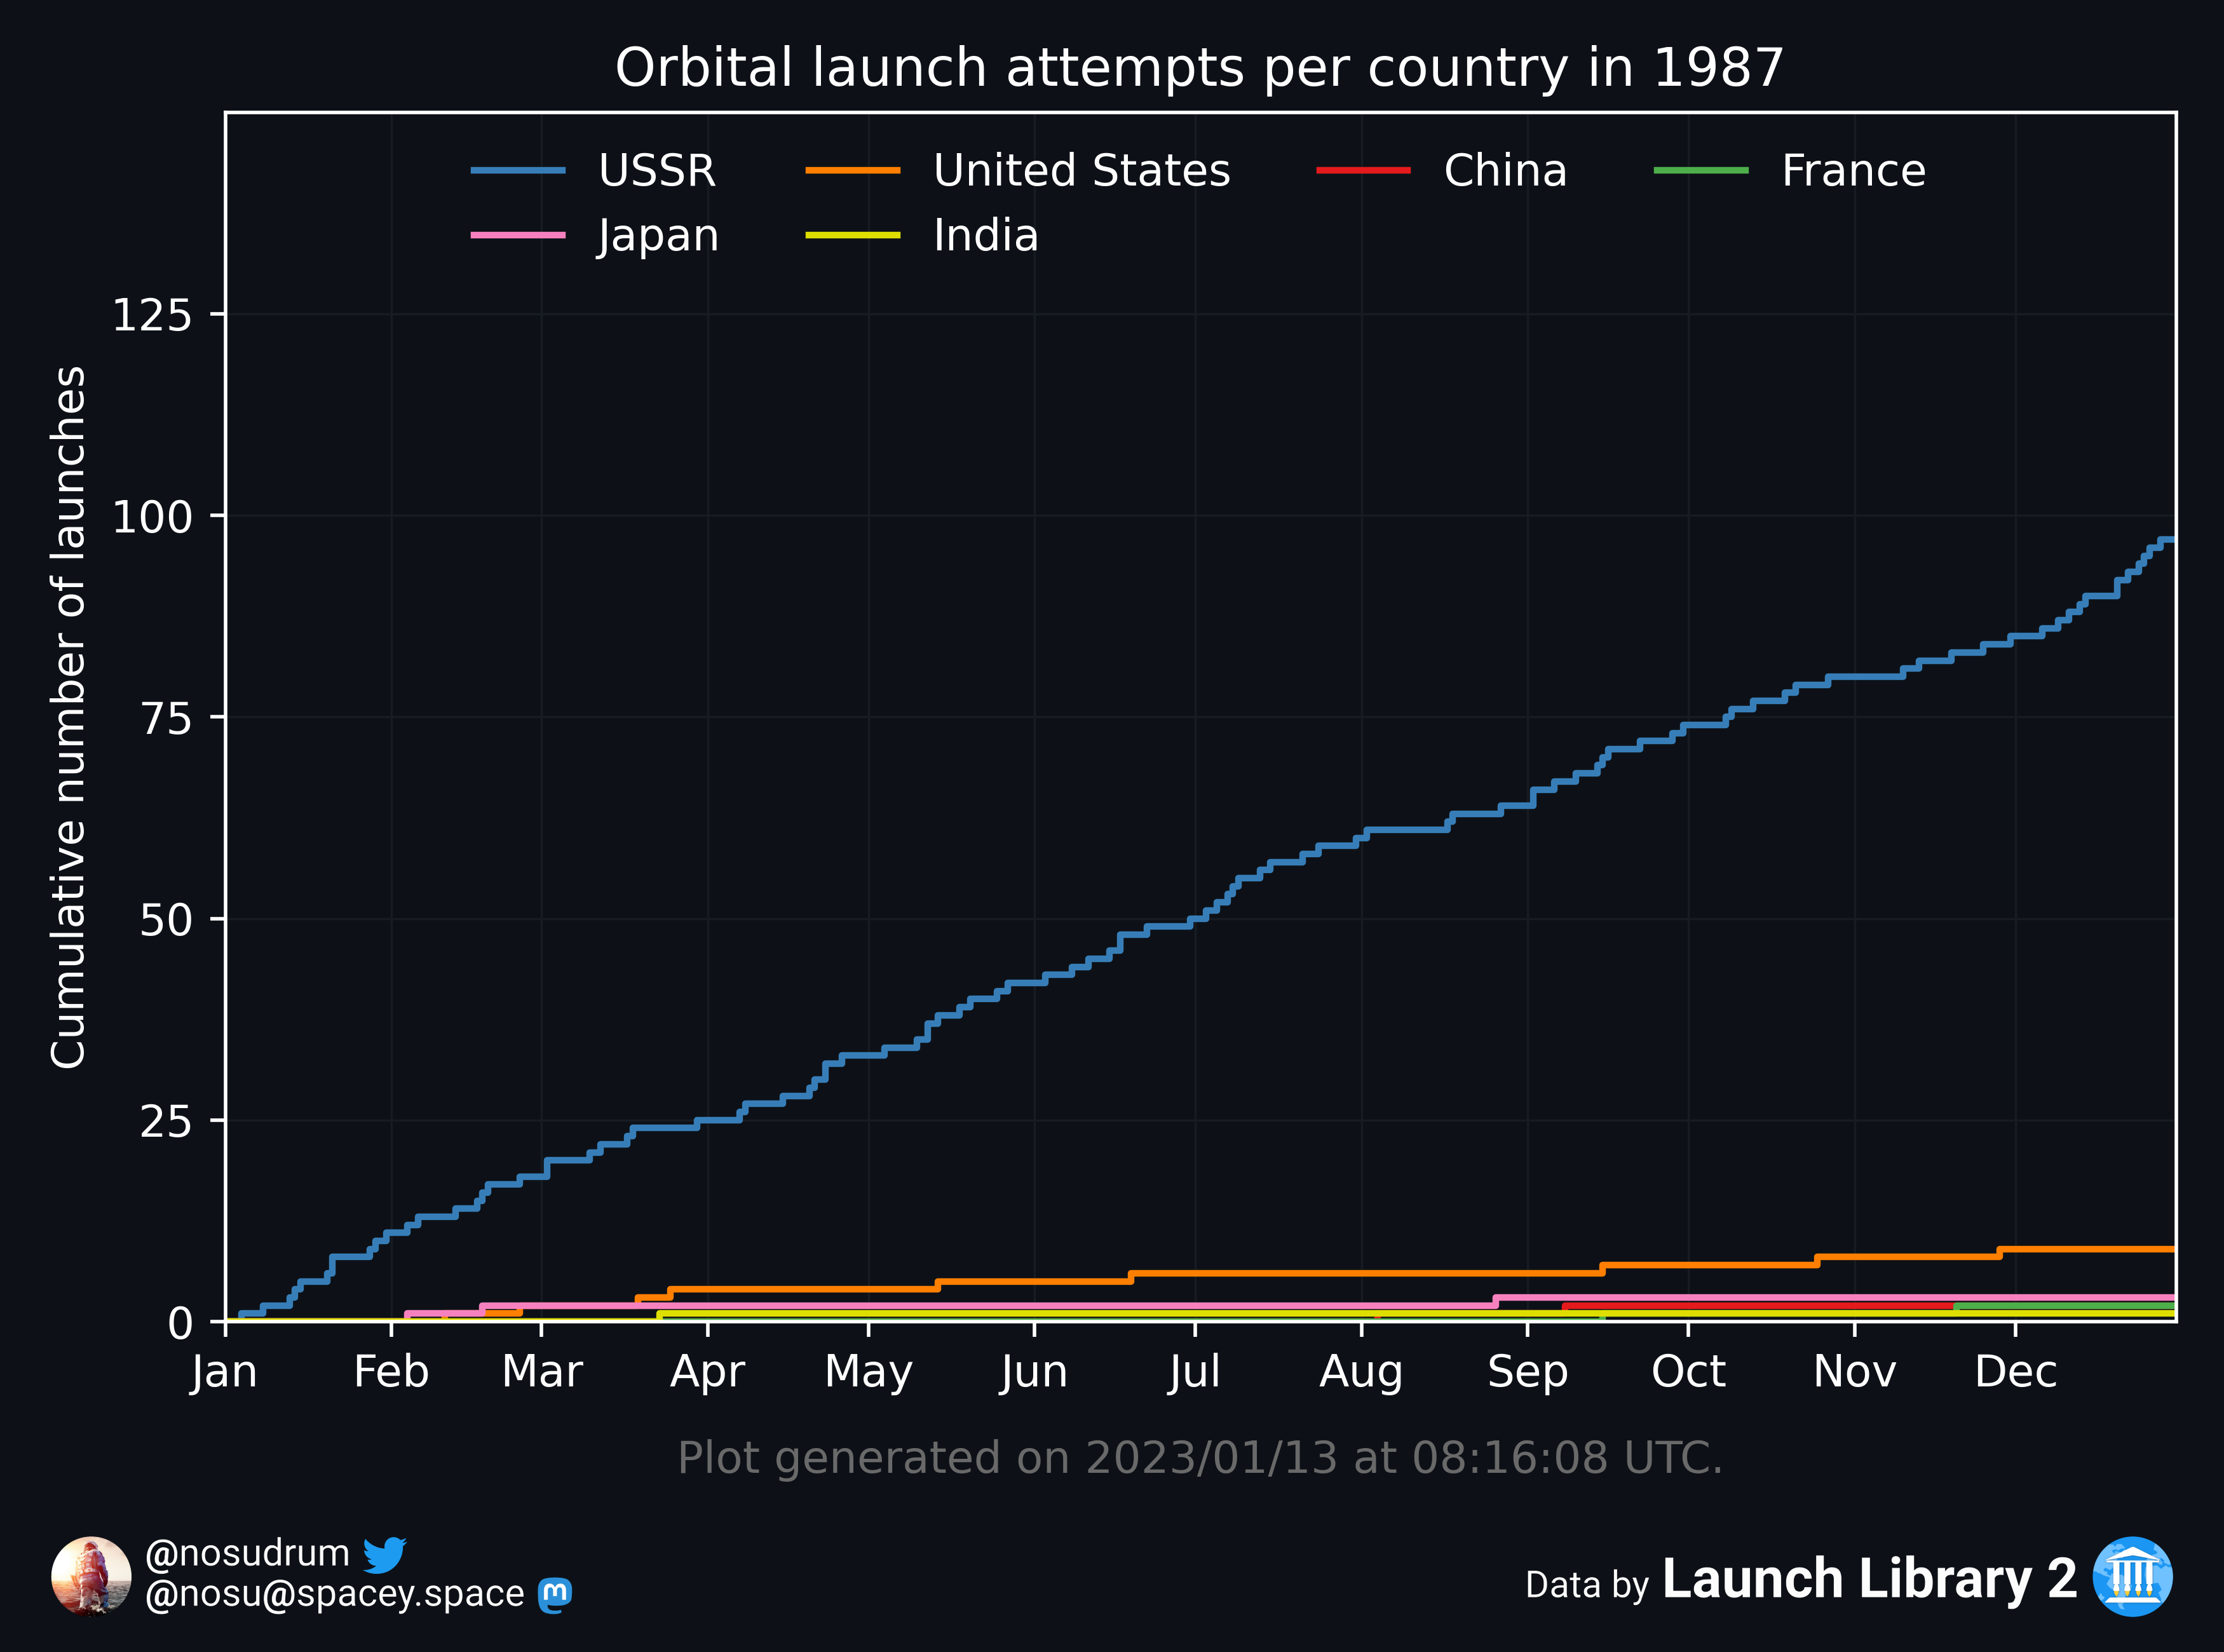 Orbital launch attempts per country in 1987
USSR United States China France
Japan India
Cumulative number of launches
125
100
75
50
25
0
Jan Feb Mar Apr May Jun Jul Aug Sep Oct Nov Dec
Plot generated on 2023/01/13 at 08:16:08 UTC.
@nosudrum
@nosu@spacey.space
Data by Launch Library 2